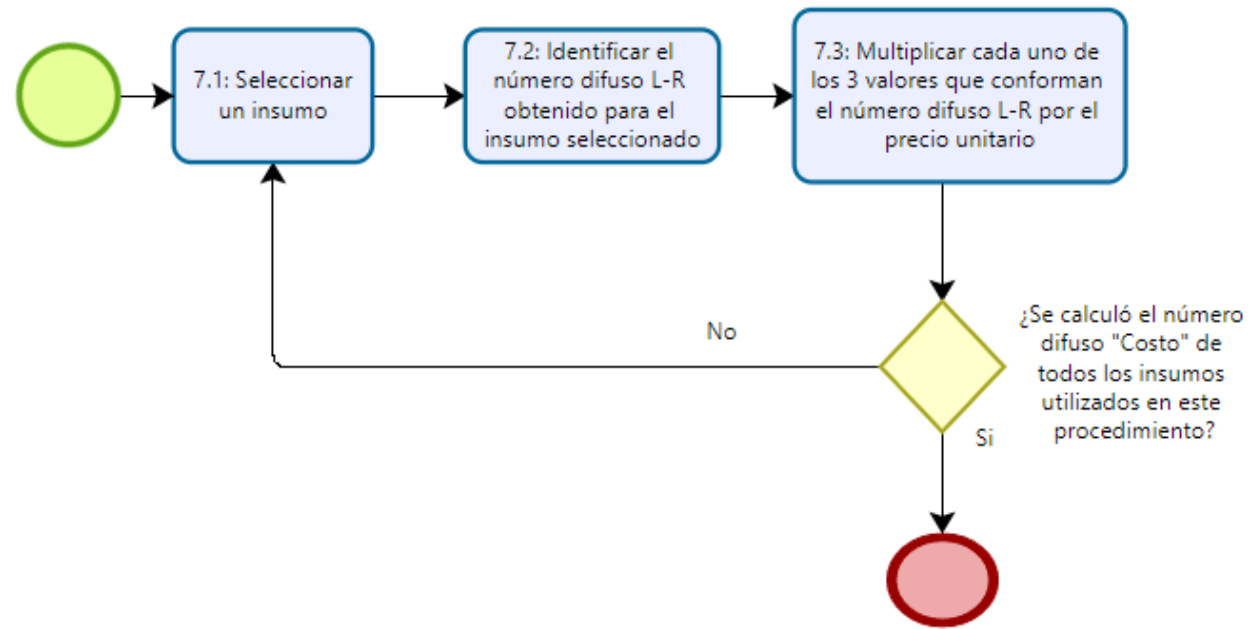 7.1: Seleccionar
un insumo
7.2: Identificar el
número difuso L-R
obtenido para el
insumo seleccionado
7.3: Multiplicar cada uno de
los 3 valores que conforman
el número difuso L-R por el
precio unitario
¿Se calculó el número
difuso "Costo" de
todos los insumos
utilizados en este
procedimiento?
No
Si